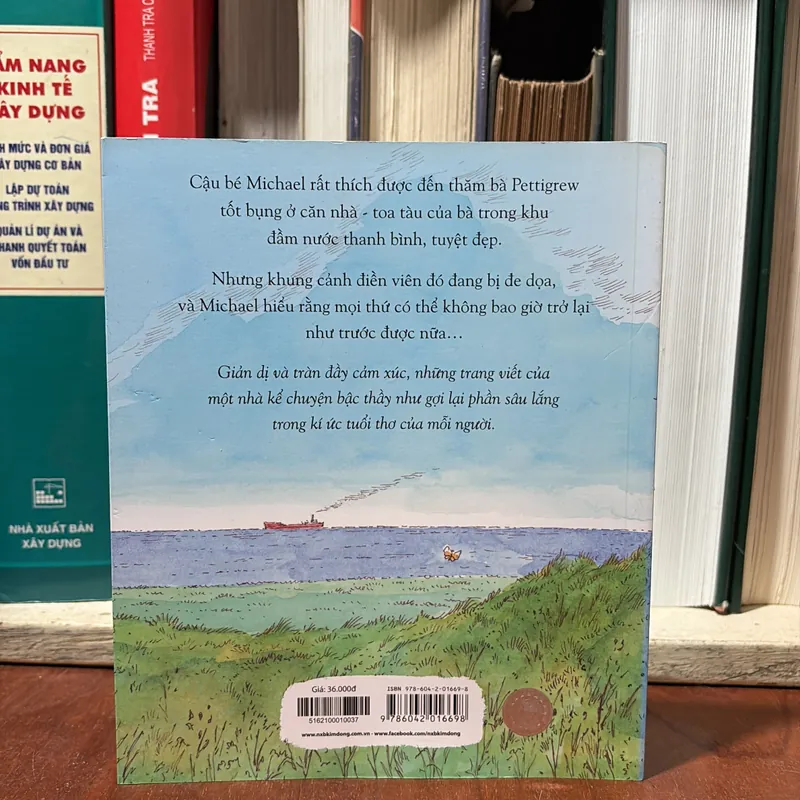 ẨM NANG
KINH TẾ
ÂY DỰNG
H MỨC VÀ ĐƠN GIÁ
ÂY DỰNG CƠ BẢN
LẬP DỰ TOÁN
NG TRÌNH XÂY DỰNG
QUẢN LÍ DỰ ÁN VÀ
HANH QUYẾT TOÁN
VỐN ĐẦU TƯ
NHÀ XUẤT BẢN
XÂY DỰNG
THANH TRA C
TRA
Cậu bé Michael rất thích được đến thăm bà Pettigrew
tốt bụng ở căn nhà - toa tàu của bà trong khu
đầm nước thanh bình, tuyệt đẹp.
Nhưng khung cảnh điền viên đó đang bị đe dọa,
và Michael hiểu rằng mọi thứ có thể không bao giờ trở lại
như trước được nữa...
Giản dị và tràn đầy cảm xúc, những trang viết của
một nhà kể chuyện bậc thầy như gợi lại phần sâu lắng
trong kí ức tuổi thơ của mỗi người.
Giá: 36.000đ
5162100010037
ISBN 978-604-2-01669-8
9 786042 016698
www.nxbkimdong.com.vn - www.facebook.com/nxbkimdong